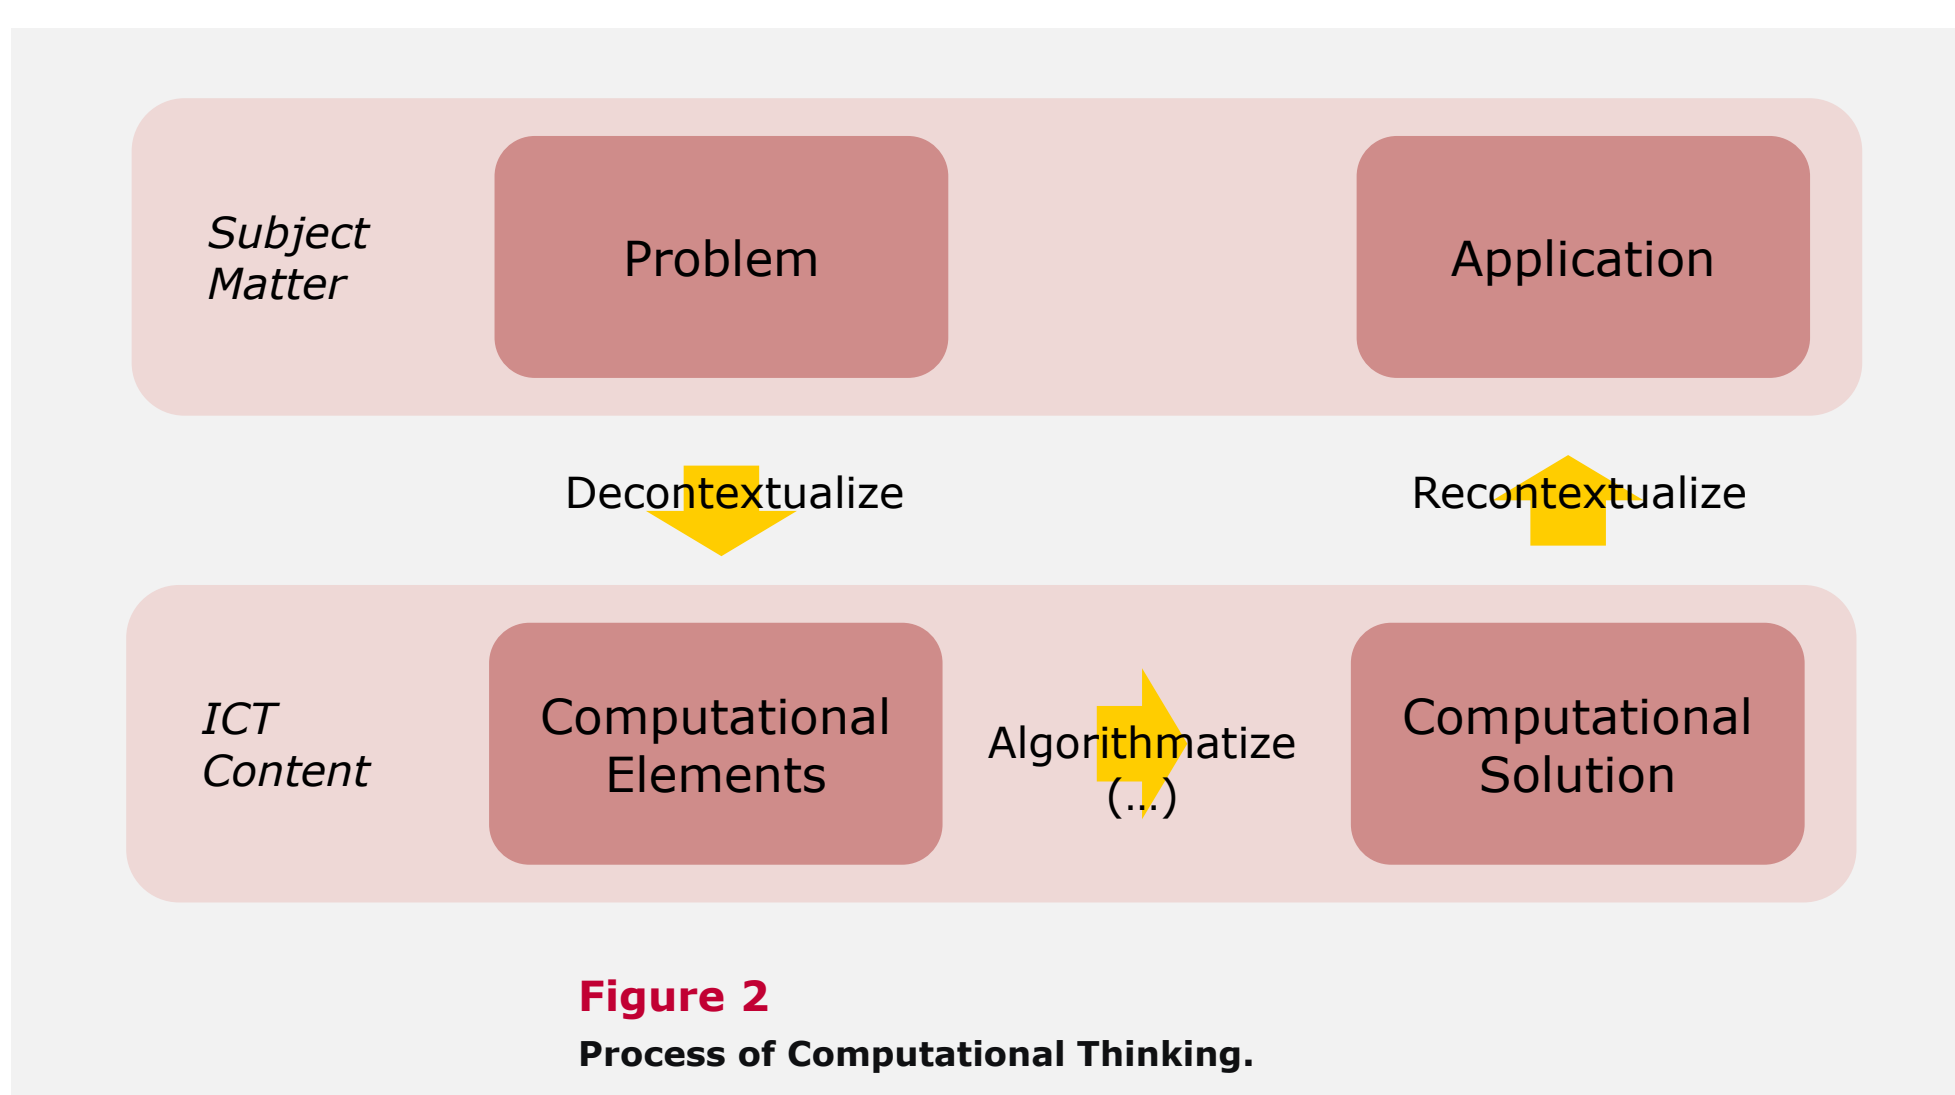 Subject
Matter
Problem
Application
Decontextualize
Recontextualize
ICT
Content
Computational
Elements
Algorithmatize
(...)
Computational
Solution
Figure 2
Process of Computational Thinking.